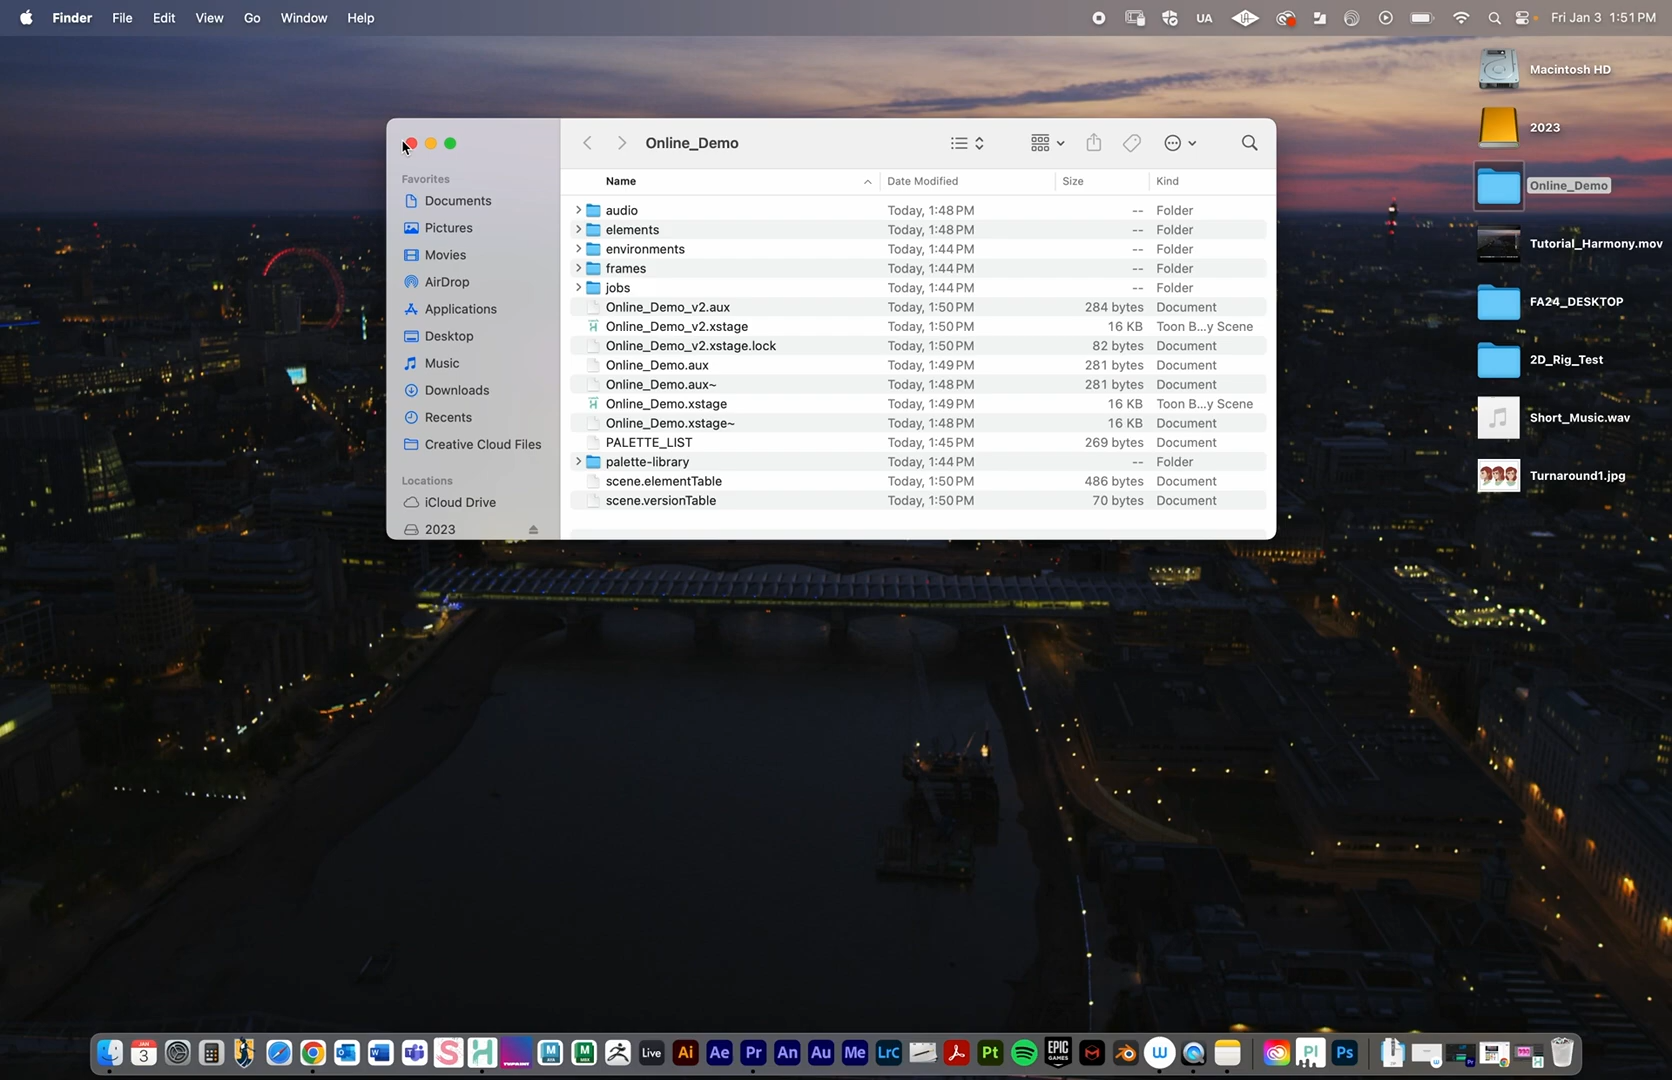 Finder File Edit View Go Window Help
UA Fri Jan 3 1:51 PM
Macintosh HD
2023
Online_Demo
Tutorial_Harmony.mov
FA24_DESKTOP
2D_Rig_Test
Short_Music.wav
Turnaround1.jpg
Online_Demo
Favorites
Documents
Pictures
Movies
AirDrop
Applications
Desktop
Music
Downloads
Recents
Creative Cloud Files
Locations
iCloud Drive
2023
Name Date Modified Size Kind
audio Today, 1:48 PM -- Folder
elements Today, 1:48 PM -- Folder
environments Today, 1:44 PM -- Folder
frames Today, 1:44 PM -- Folder
jobs Today, 1:44 PM -- Folder
Online_Demo_v2.aux Today, 1:50 PM 284 bytes Document
Online_Demo_v2.xstage Today, 1:50 PM 16 KB Toon B...y Scene
Online_Demo_v2.xstage.lock Today, 1:50 PM 82 bytes Document
Online_Demo.aux Today, 1:49 PM 281 bytes Document
Online_Demo.aux~ Today, 1:48 PM 281 bytes Document
Online_Demo.xstage Today, 1:49 PM 16 KB Toon B...y Scene
Online_Demo.xstage~ Today, 1:48 PM 16 KB Document
PALETTE_LIST Today, 1:45 PM 269 bytes Document
palette-library Today, 1:44 PM -- Folder
scene.elementTable Today, 1:50 PM 486 bytes Document
scene.versionTable Today, 1:50 PM 70 bytes Document
JAN 3 S H M M Live Ai Ae Pr An Au Me LrC Pt EPIC GAMES W Pl Ps